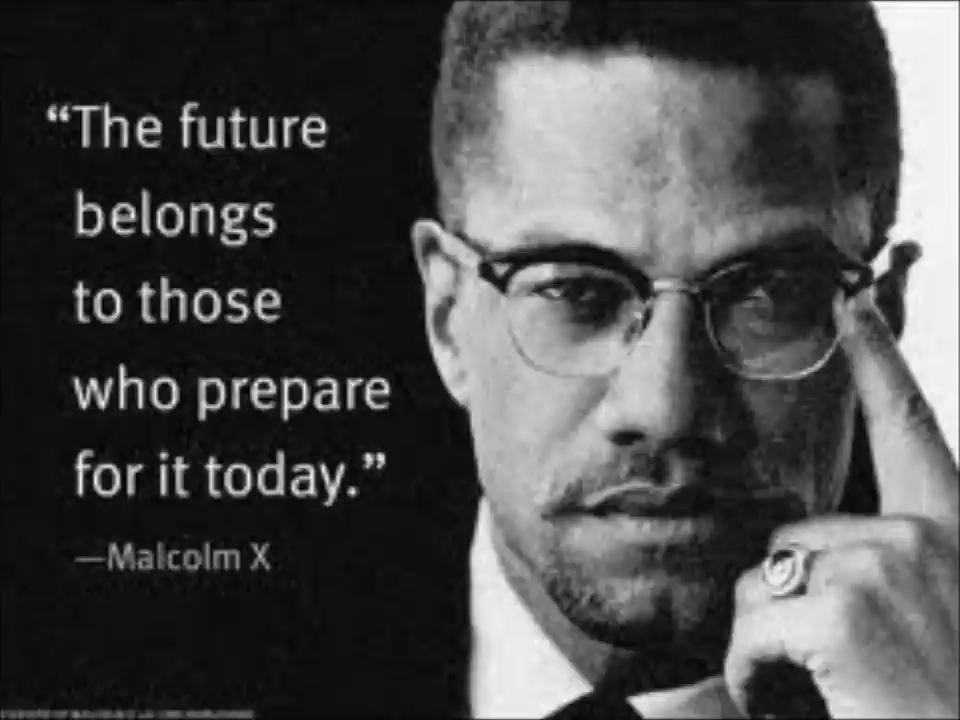 “The future
belongs
to those
who prepare
for it today.”
—Malcolm X